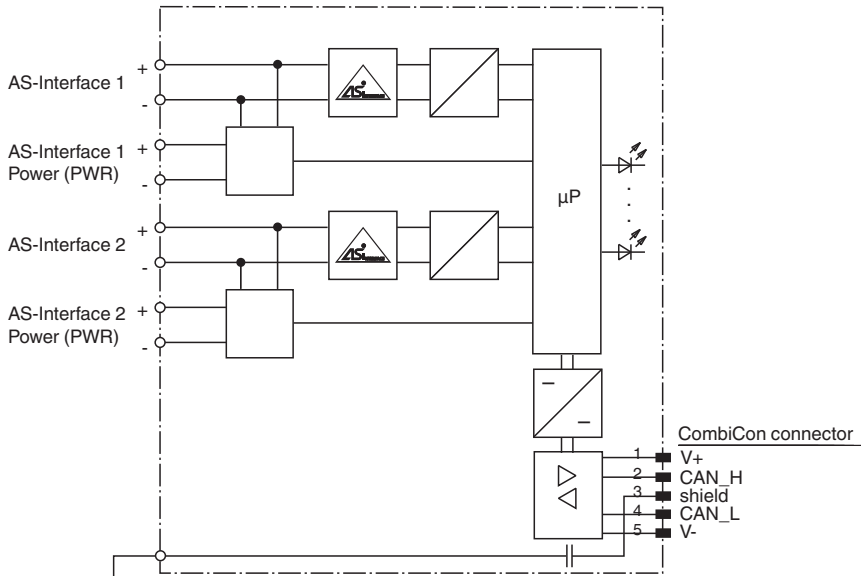 AS-Interface 1
+
-
AS-Interface 1
Power (PWR)
+
-
AS-Interface 2
+
-
AS-Interface 2
Power (PWR)
+
-
µP
CombiCon connector
1 V+
2 CAN_H
3 shield
4 CAN_L
5 V-